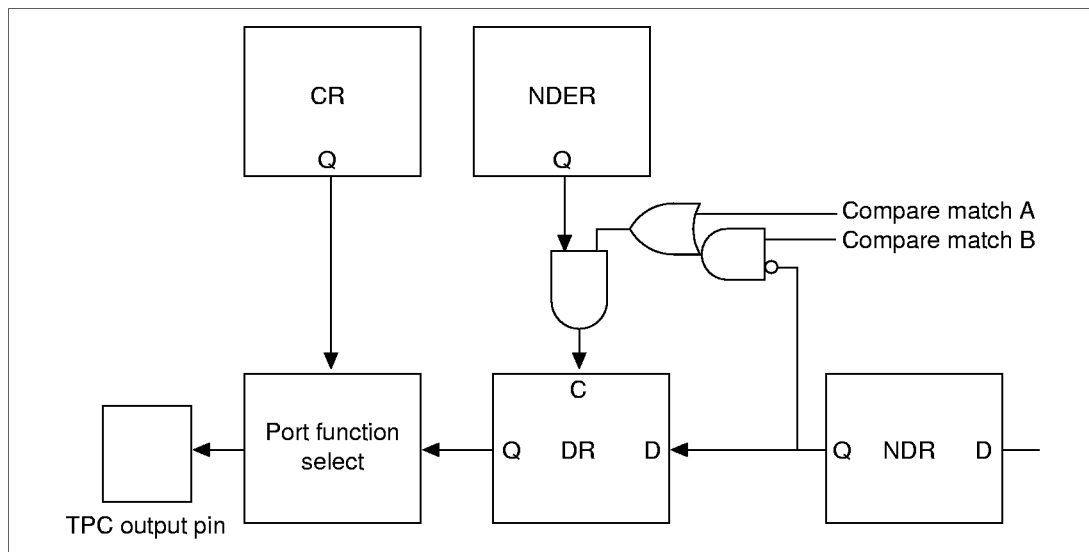 CR
NDER
Q
Q
Compare match A
Compare match B
C
Port function
select
Q
DR
D
Q
NDR
D
TPC output pin